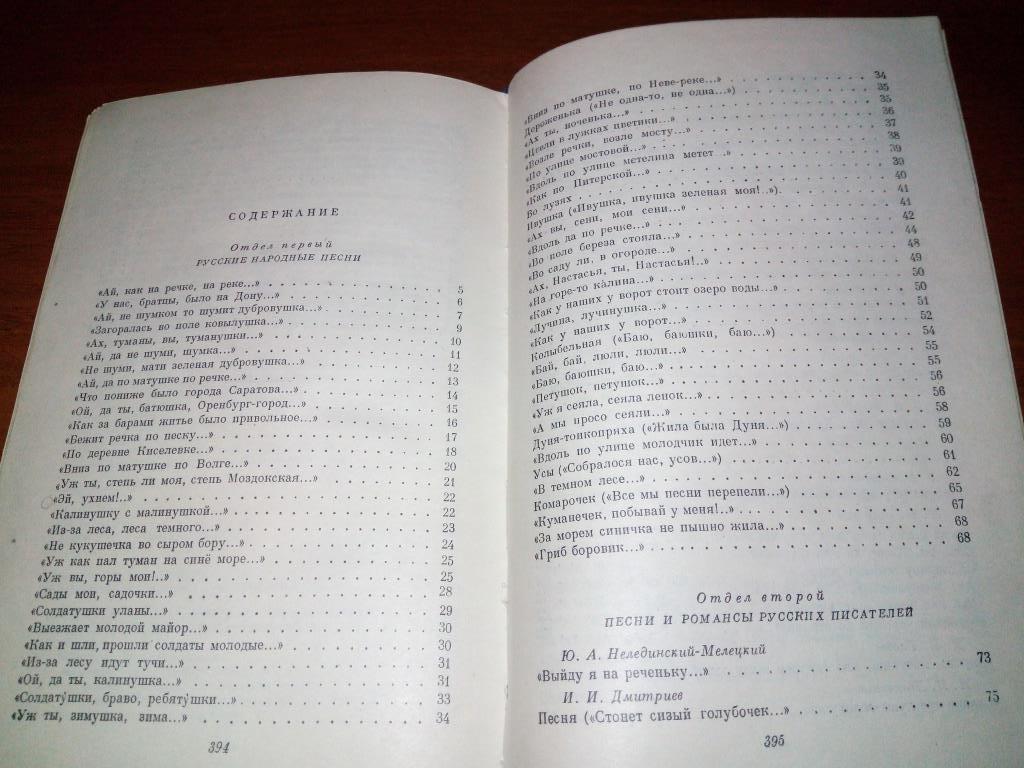 СОДЕРЖАНИЕ
Отдел первый
РУССКИЕ НАРОДНЫЕ ПЕСНИ
«Ай, как на речке, на реке...» 5
«У нас, братцы, было на Дону...» 6
«Ай, не шумком то шумит дубровушка...» 7
«Загоралась во поле ковылушка...» 9
«Ах, туманы, вы, туманушки...» 10
«Ай, да не шуми, шумка...» 11
«Не шуми, мати зеленая дубровушка...» 12
«Ай, да по матушке по речке...» 13
«Что пониже было города Саратова...» 14
«Ой, да ты, батюшка, Оренбург-город...» 15
«Как за барами житье было привольное...» 16
«Бежит речка по песку...» 17
«По деревне Киселевке...» 18
«Вниз по матушке по Волге...» 20
«Уж ты, степь ли моя, степь Моздокская...» 21
«Эй, ухнем!..» 22
«Калинушку с малинушкой...» 22
«Из-за леса, леса темного...» 23
«Не кукушечка во сыром бору...» 24
«Уж как пал туман на синё море...» 25
«Уж вы, горы мои!..» 25
«Сады мои, садочки...» 28
«Солдатушки уланы...» 29
«Выезжает молодой майор...» 30
«Как и шли, прошли солдаты молодые...» 30
«Из-за лесу идут тучи...» 31
«Ой, да ты, калинушка...» 31
«Солдату́шки, браво, ребяту́шки...» 33
«Уж ты, зимушка, зима...» 34
394
«Вниз по матушке, по Неве-реке...» 34
Дороженька («Не одна-то, не одна...») 35
«Ах ты, ноченька...» 35
«Цвели в лужках цветики...» 36
«Возле речки, возле мосту...» 37
«По улице мостовой...» 38
«Вдоль по улице метелица метет..» 39
«Как по Питерской...» 39
Во лузях 40
Ивушка («Ивушка, ивушка зеленая моя!..») 41
«Ах вы, сени, мои сени...» 41
«Вдоль да по речке...» 42
«Во поле береза стояла...» 44
«Во саду ли, в огороде...» 48
«Ах, Настасья, ты, Настасья!..» 49
«На горе-то калина...» 50
«Как у наших у ворот стоит озеро воды...» 50
«Лучина, лучинушка...» 51
«Как у наших у ворот...» 52
Колыбельная («Баю, баюшки, баю...») 54
«Бай, бай, люли, люли...» 55
«Баю, баюшки, баю...» 55
«Петушок, петушок...» 56
«Уж я сеяла, сеяла ленок...» 56
«А мы просо сеяли...» 58
Дуня-тонкопряха («Жила была Дуня...») 59
«Вдоль по улице молодчик идет...» 60
Усы («Собралося нас, усов...») 61
«В темном лесе...» 62
Комарочек («Все мы песни перепели...») 65
«Куманечек, побывай у меня!..» 67
«За морем синичка не пышно жила...» 68
«Гриб боровик...» 68
Отдел второй
ПЕСНИ И РОМАНСЫ РУССКИХ ПИСАТЕЛЕЙ
Ю. А. Нелединский-Мелецкий
«Выйду я на реченьку...» 73
И. И. Дмитриев
Песня («Стонет сизый голубочек...» 75
395